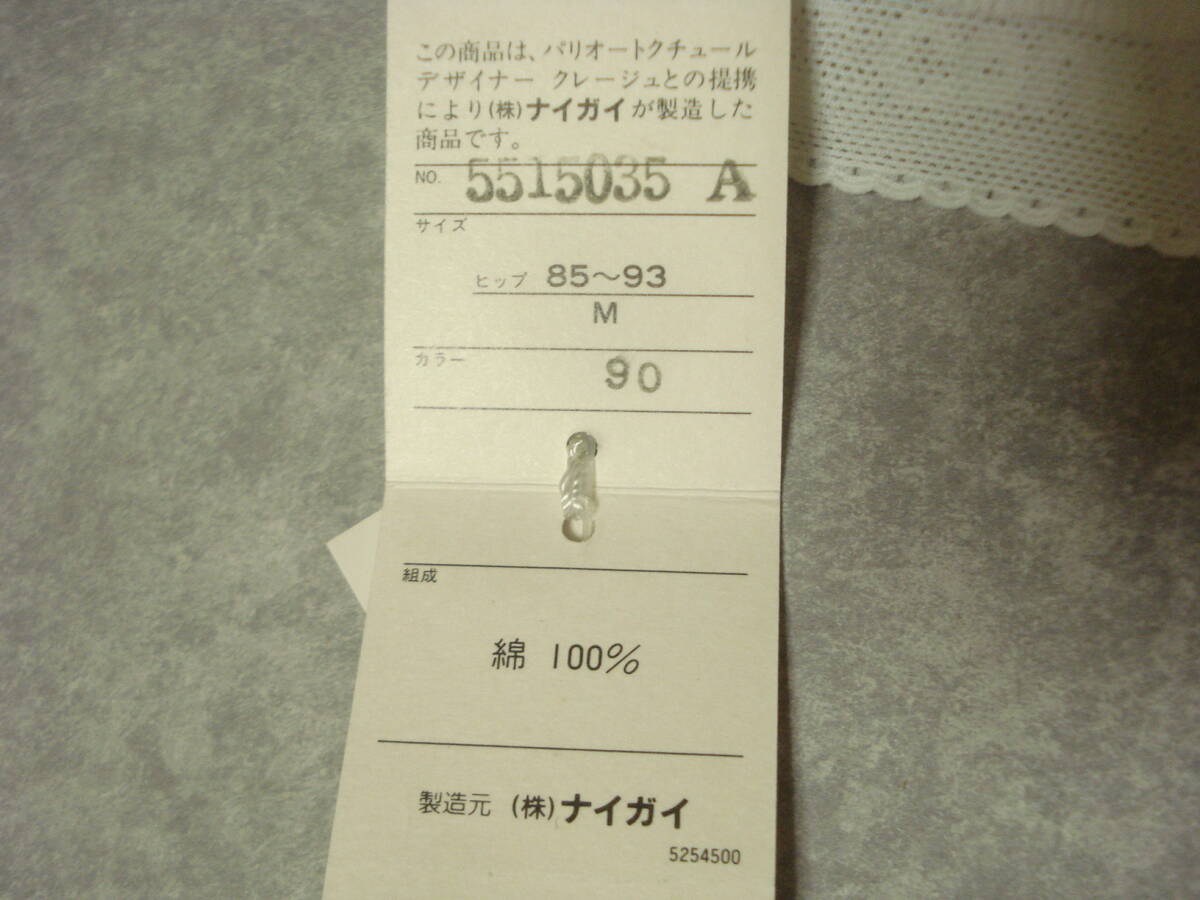 この商品は、パリオートクチュール
デザイナー クレージュとの提携
により(株)ナイガイが製造した
商品です。
NO. 5515035 A
サイズ
ヒップ 85〜93
M
カラー
90
組成
綿 100%
製造元 (株)ナイガイ
5254500